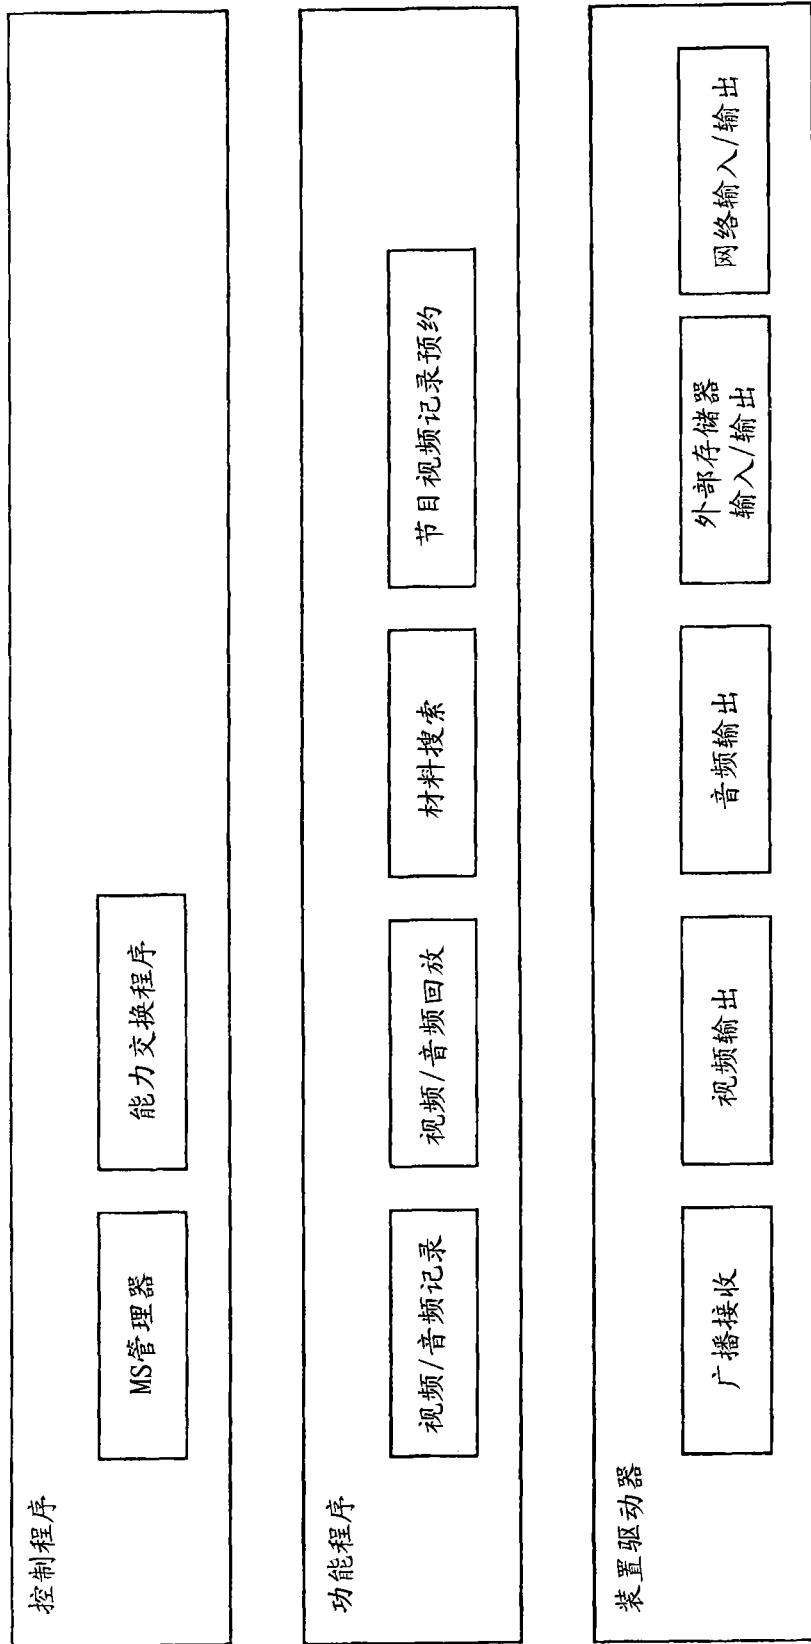 控制程序
MS管理器
能力交换程序
功能程序
视频/音频记录
视频/音频回放
材料搜索
节目视频记录预约
装置驱动器
广播接收
视频输出
音频输出
外部存储器
输入/输出
网络输入/输出